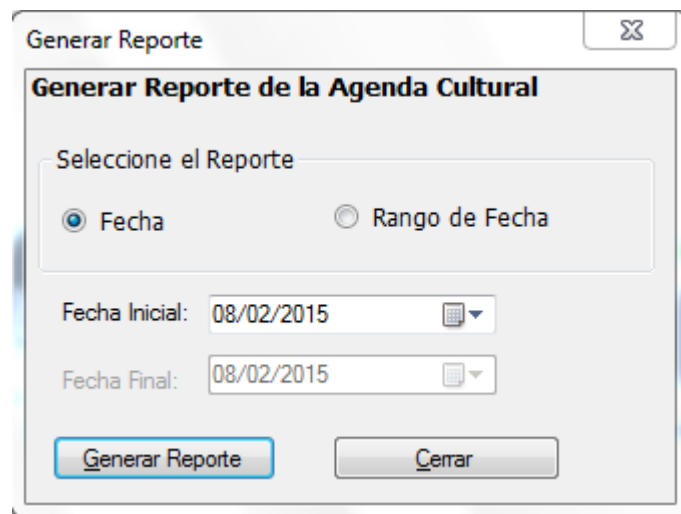 Generar Reporte
Generar Reporte de la Agenda Cultural
Seleccione el Reporte
Fecha Rango de Fecha
Fecha Inicial: 08/02/2015
Fecha Final: 08/02/2015
Generar Reporte Cerrar